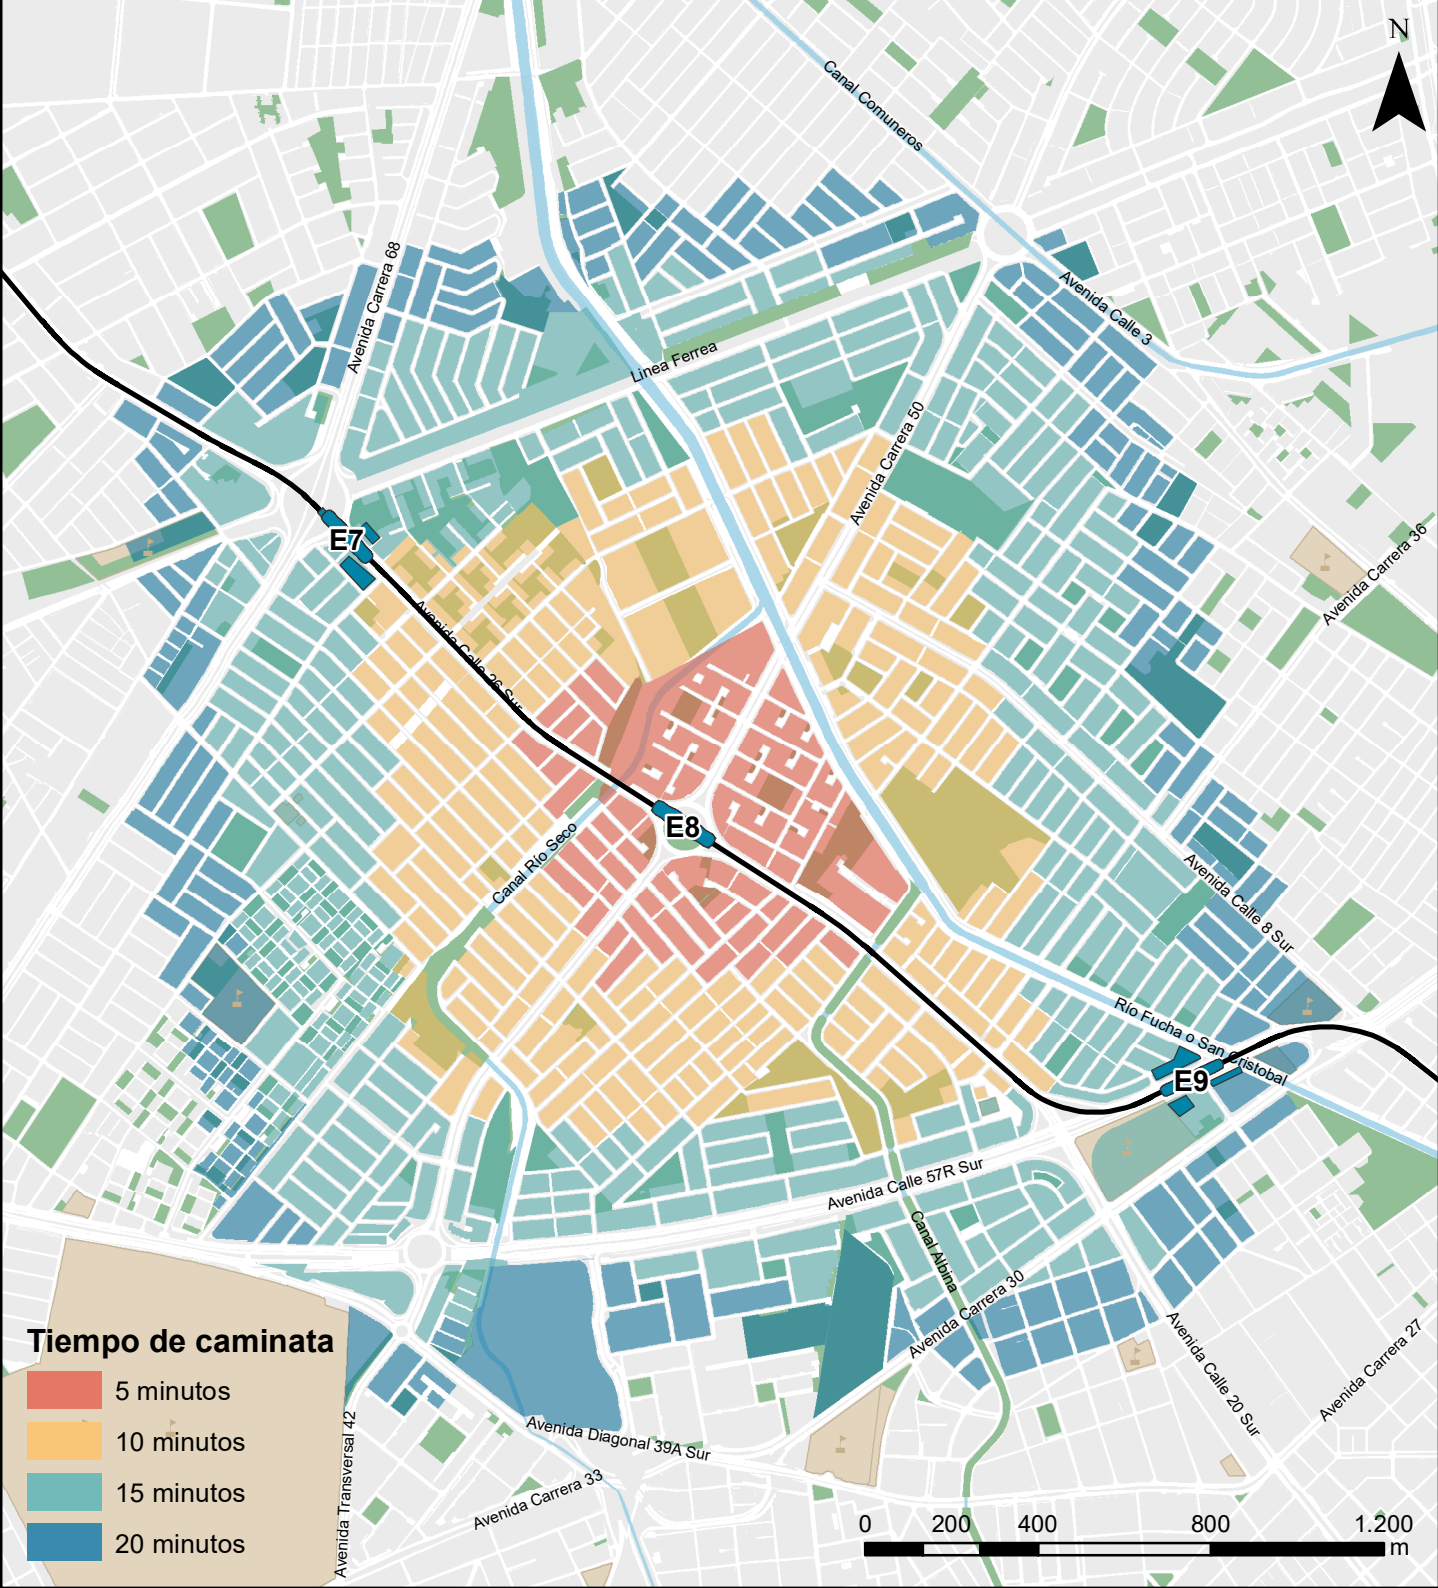 N
Canal Comuneros
Avenida Carrera 68
Avenida Calle 3
Linea Ferrea
Avenida Carrera 50
E7
Avenida Carrera 36
Avenida Calle 26 Sur
E8
Canal Río Seco
Avenida Calle 8 Sur
Río Fucha o San Cristobal
E9
Avenida Calle 57R Sur
Canal Albina
Avenida Carrera 30
Avenida Calle 20 Sur
Avenida Carrera 27
Tiempo de caminata
5 minutos
10 minutos
15 minutos
20 minutos
Avenida Transversal 42
Avenida Diagonal 39A Sur
Avenida Carrera 33
0 200 400 800 1.200
m